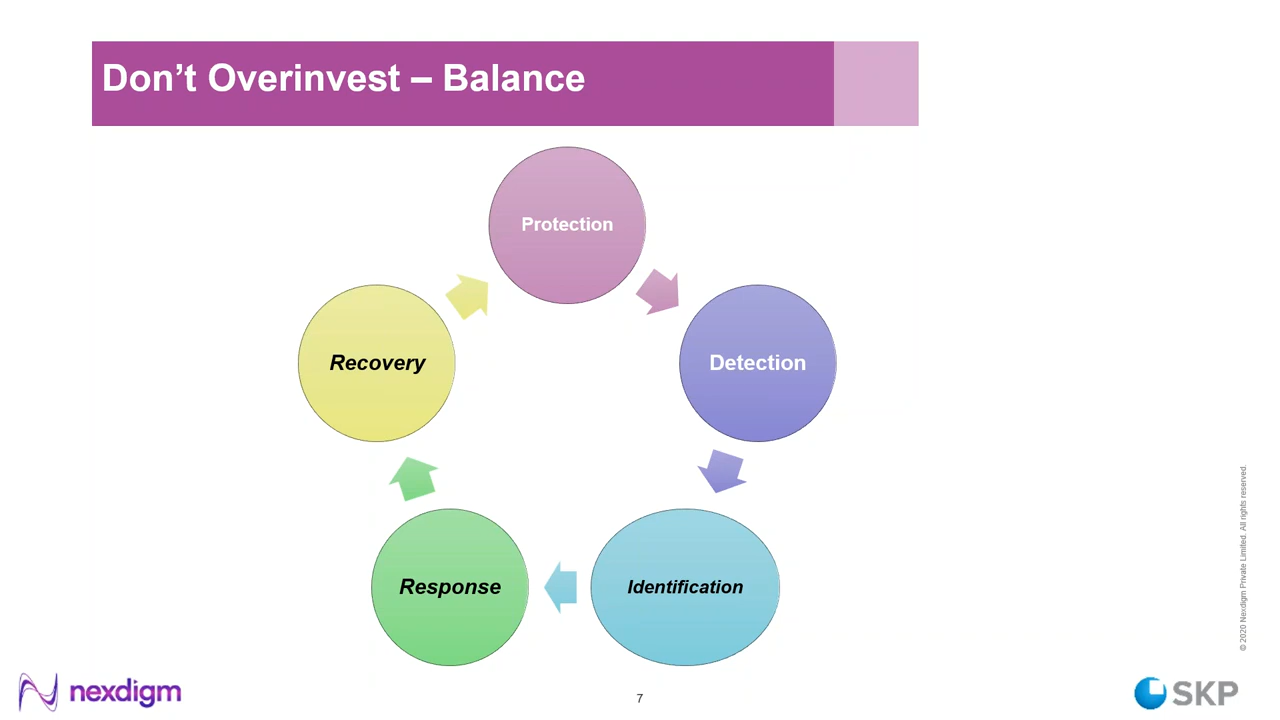 Don’t Overinvest – Balance
Protection
Recovery
Detection
Response
Identification
© 2020 Nexdigm Private Limited. All rights reserved.
nexdigm
7
SKP